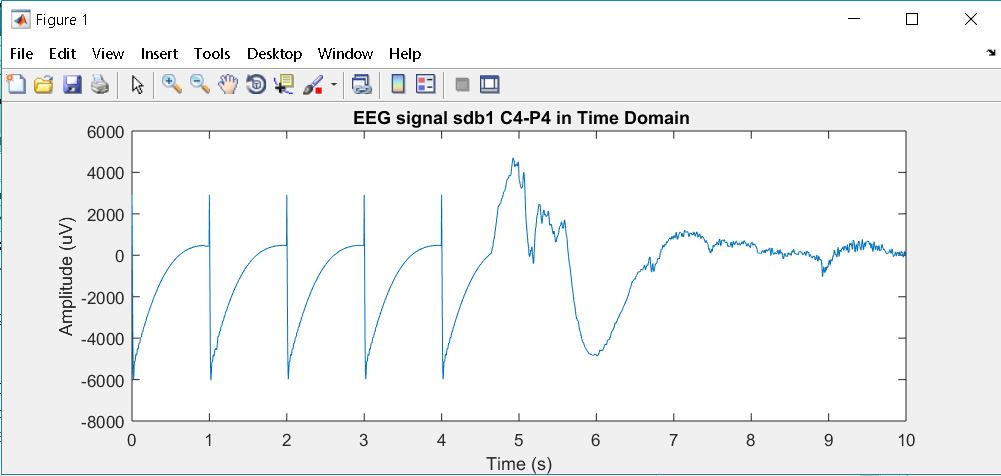 Figure 1
File Edit View Insert Tools Desktop Window Help
EEG signal sdb1 C4-P4 in Time Domain
6000
4000
2000
0
-2000
-4000
-6000
-8000
Amplitude (uV)
0 1 2 3 4 5 6 7 8 9 10
Time (s)